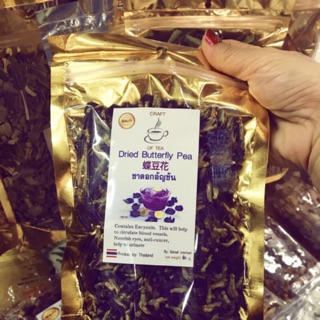 CRAFT
OF TEA
Dried Butterfly Pea
蝶豆花
ชาดอกอัญชัน
Contains Eucyonin. This will help
to circulate blood vessels.
Nourish eyes, anti-cancer,
help to urinate
Product by Thailand